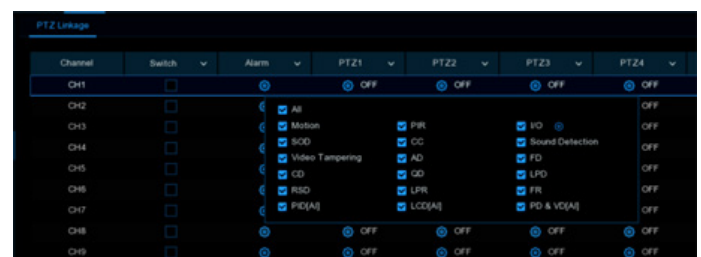 PTZ Linkage
Channel Switch Alarm PTZ1 PTZ2 PTZ3 PTZ4
CH1 OFF OFF OFF OFF
CH2 All OFF
CH3 Motion PIR I/O OFF
CH4 SOD CC Sound Detection OFF
Video Tampering AD FD
CH5 CD QD LPD OFF
CH6 RSD LPR FR OFF
CH7 PID[AI] LCD[AI] PD & VD[AI] OFF
CH8 OFF OFF OFF OFF
CH9 OFF OFF OFF OFF